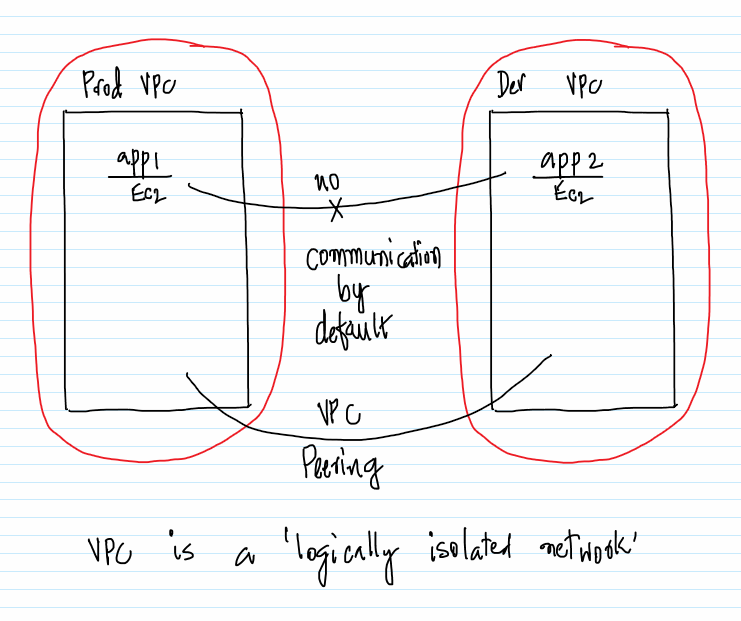 Prod VPC
Dev VPC
app1
EC2
app 2
EC2
no
communication
by
default
VPC
Peering
VPC is a 'logically isolated network'